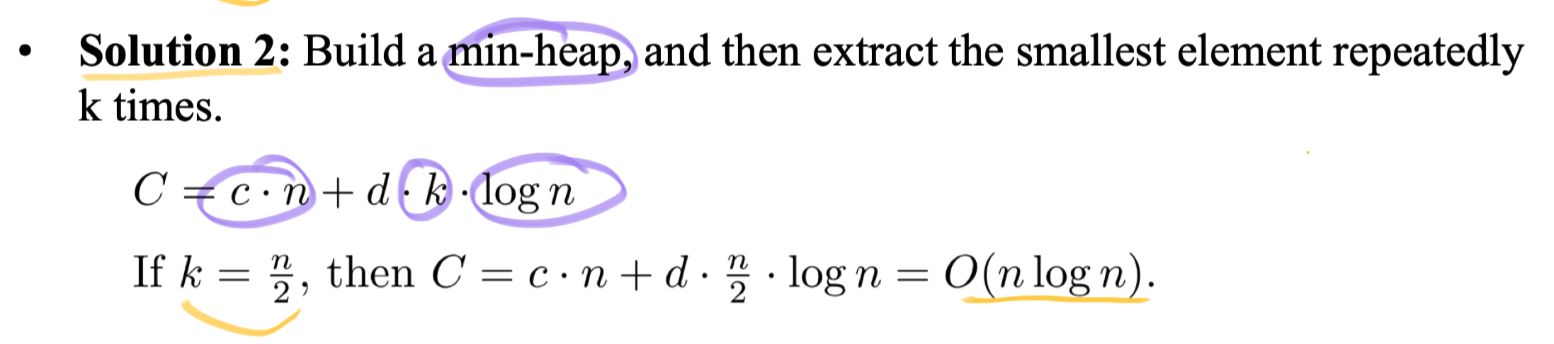 • Solution 2: Build a min-heap, and then extract the smallest element repeatedly
k times.
C = c · n + d · k · log n
If k = n/2, then C = c · n + d · n/2 · log n = O(n log n).